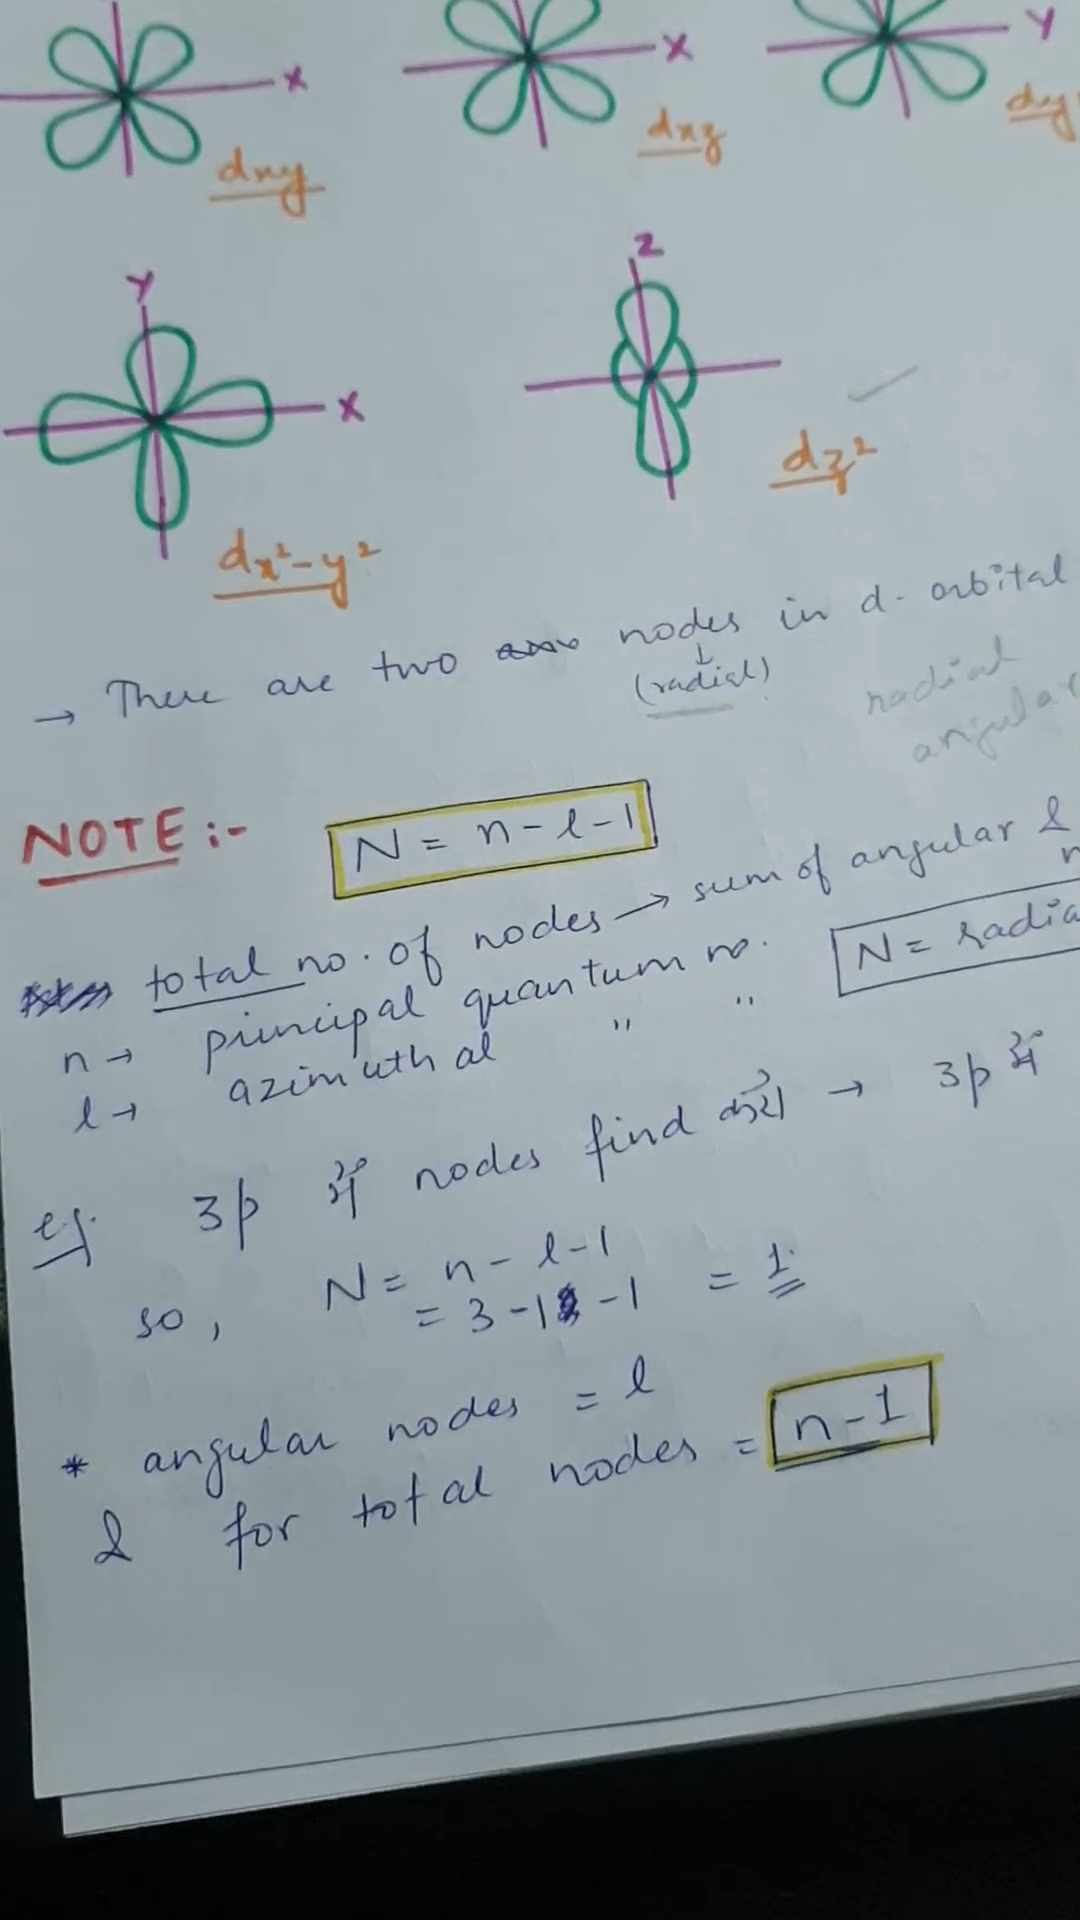 X
X
Y
dxy
dxz
Y
X
Z
dx²-y²
dz²
→ There are two nodes in d-orbital
↓
(radial)
radial
angular
NOTE:-
N = n-l-1
total no. of nodes → sum of angular &
n → principal quantum no.
N = radia
l → azimuthal " "
eg. 3p में nodes find करो → 3p में
so, N = n-l-1
= 3-1-1 = 1.
* angular nodes = l
& for total nodes = n-1